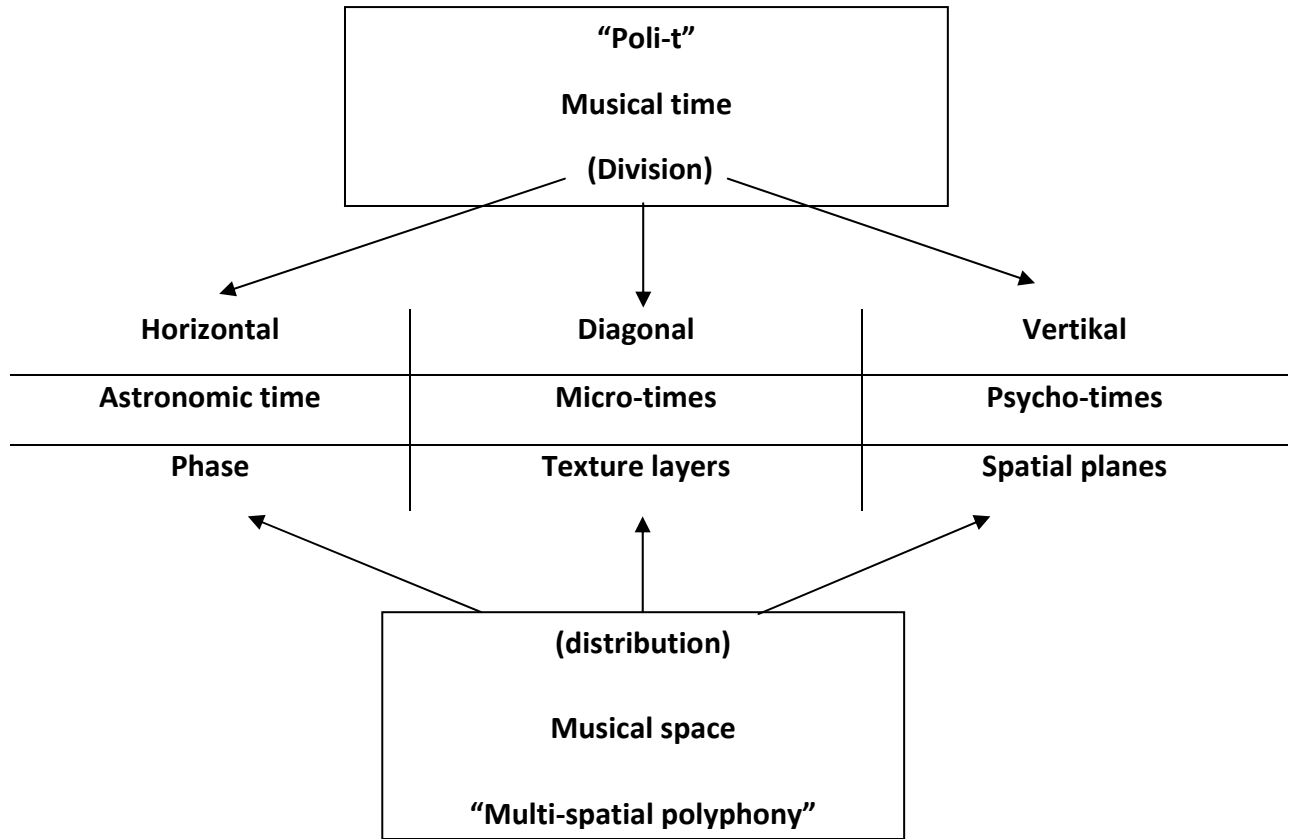 “Poli-t”
Musical time
(Division)
Horizontal Diagonal Vertikal
Astronomic time Micro-times Psycho-times
Phase Texture layers Spatial planes
(distribution)
Musical space
“Multi-spatial polyphony”